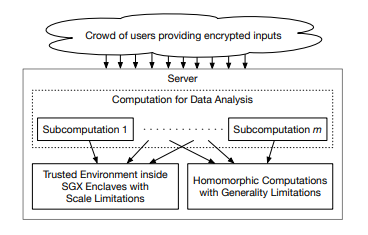 Crowd of users providing encrypted inputs
Server
Computation for Data Analysis
Subcomputation 1
Subcomputation m
Trusted Environment inside
SGX Enclaves with
Scale Limitations
Homomorphic Computations
with Generality Limitations